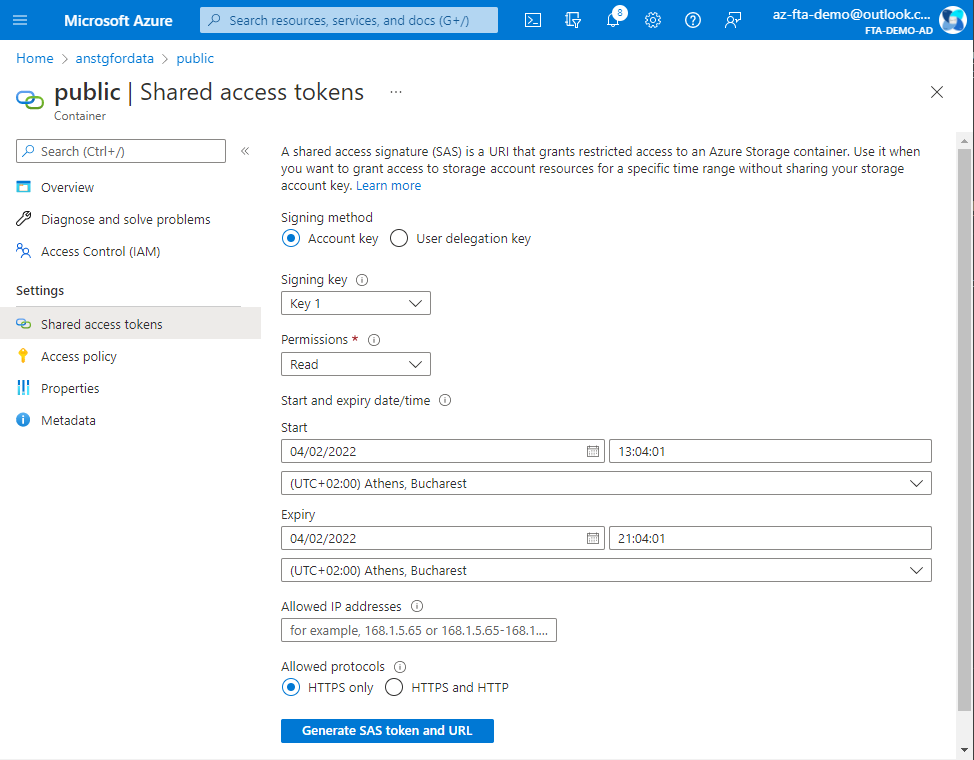 Microsoft Azure
Search resources, services, and docs (G+/)
8
az-fta-demo@outlook.c...
FTA-DEMO-AD
Home > anstgfordata > public
public | Shared access tokens ...
Container
Search (Ctrl+/)
Overview
Diagnose and solve problems
Access Control (IAM)
Settings
Shared access tokens
Access policy
Properties
Metadata
A shared access signature (SAS) is a URI that grants restricted access to an Azure Storage container. Use it when
you want to grant access to storage account resources for a specific time range without sharing your storage
account key. Learn more
Signing method
Account key User delegation key
Signing key
Key 1
Permissions *
Read
Start and expiry date/time
Start
04/02/2022 13:04:01
(UTC+02:00) Athens, Bucharest
Expiry
04/02/2022 21:04:01
(UTC+02:00) Athens, Bucharest
Allowed IP addresses
for example, 168.1.5.65 or 168.1.5.65-168.1....
Allowed protocols
HTTPS only HTTPS and HTTP
Generate SAS token and URL